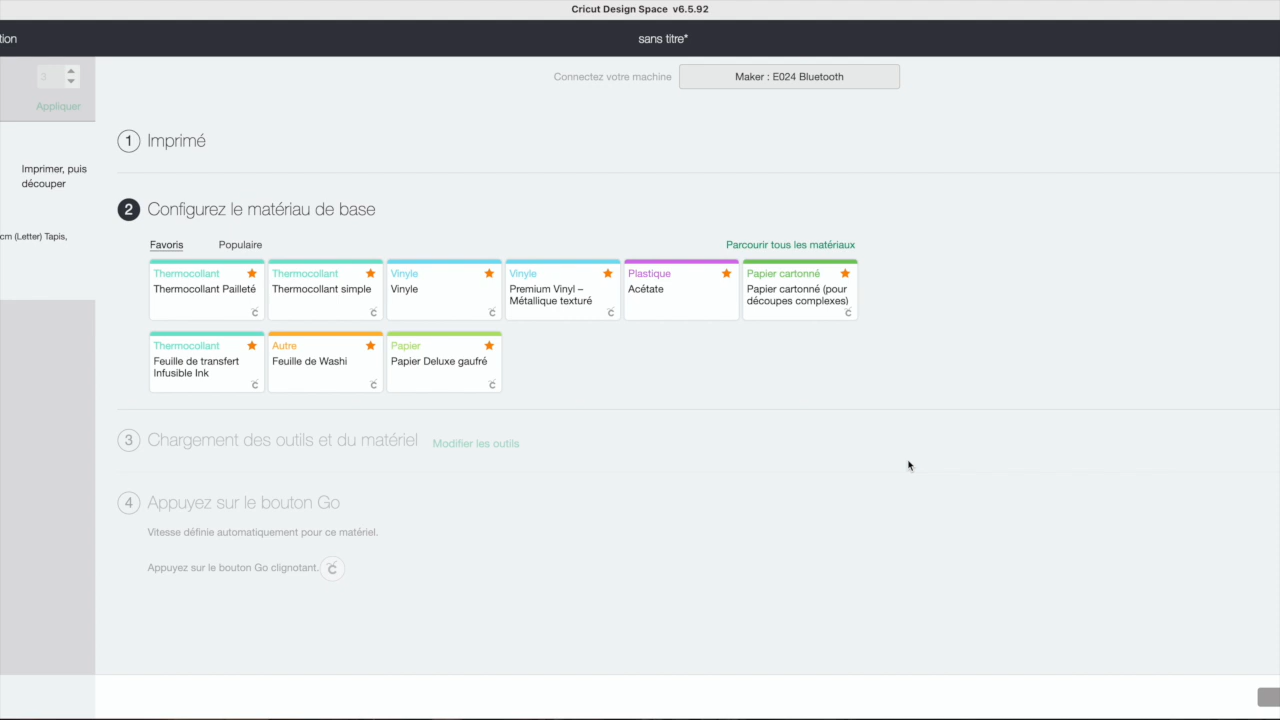 Cricut Design Space v6.5.92
tion
sans titre*
3
Connectez votre machine
Maker : E024 Bluetooth
Appliquer
1 Imprimé
Imprimer, puis
découper
2 Configurez le matériau de base
cm (Letter) Tapis,
Favoris
Populaire
Parcourir tous les matériaux
Thermocollant
Thermocollant Pailleté
Thermocollant
Thermocollant simple
Vinyle
Vinyle
Vinyle
Premium Vinyl –
Métallique texturé
Plastique
Acétate
Papier cartonné
Papier cartonné (pour
découpes complexes)
Thermocollant
Feuille de transfert
Infusible Ink
Autre
Feuille de Washi
Papier
Papier Deluxe gaufré
3 Chargement des outils et du matériel Modifier les outils
4 Appuyez sur le bouton Go
Vitesse définie automatiquement pour ce matériel.
Appuyez sur le bouton Go clignotant.